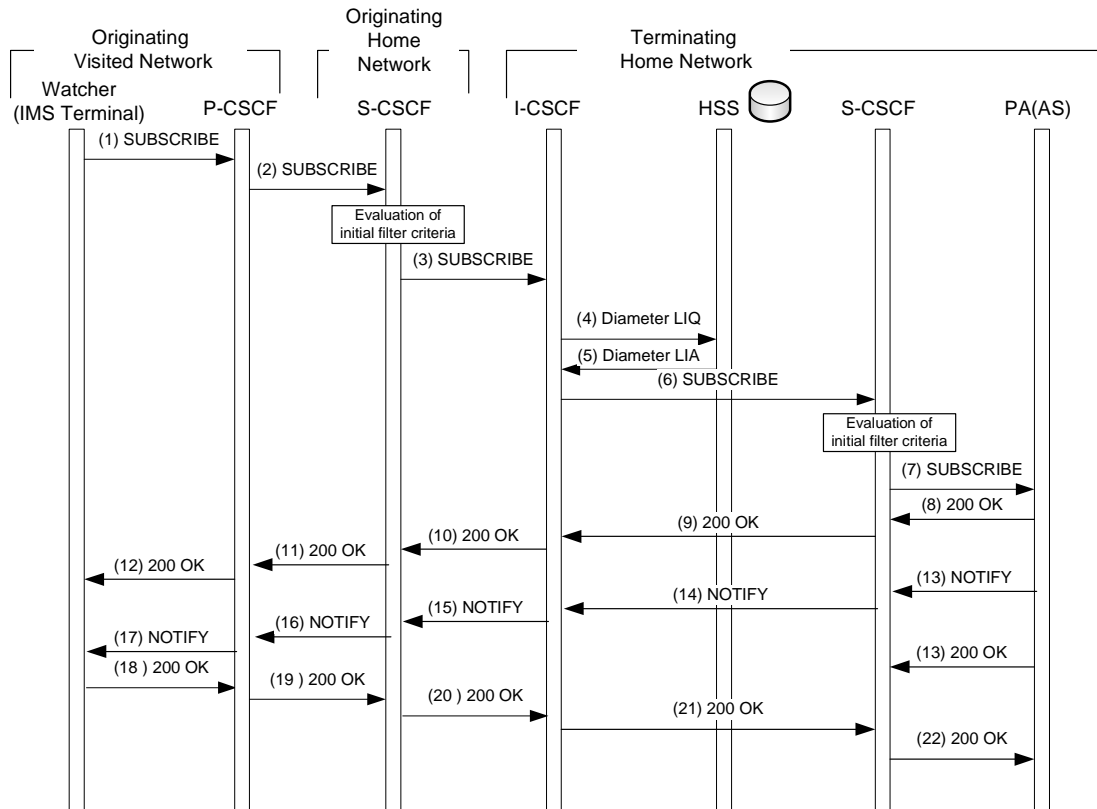 Originating
Visited Network
Originating
Home
Network
Terminating
Home Network
Watcher
(IMS Terminal)
P-CSCF
S-CSCF
I-CSCF
HSS
S-CSCF
PA(AS)
(1) SUBSCRIBE
(2) SUBSCRIBE
Evaluation of
initial filter criteria
(3) SUBSCRIBE
(4) Diameter LIQ
(5) Diameter LIA
(6) SUBSCRIBE
Evaluation of
initial filter criteria
(7) SUBSCRIBE
(8) 200 OK
(9) 200 OK
(10) 200 OK
(11) 200 OK
(12) 200 OK
(13) NOTIFY
(14) NOTIFY
(15) NOTIFY
(16) NOTIFY
(17) NOTIFY
(13) 200 OK
(18 ) 200 OK
(19 ) 200 OK
(20 ) 200 OK
(21) 200 OK
(22) 200 OK